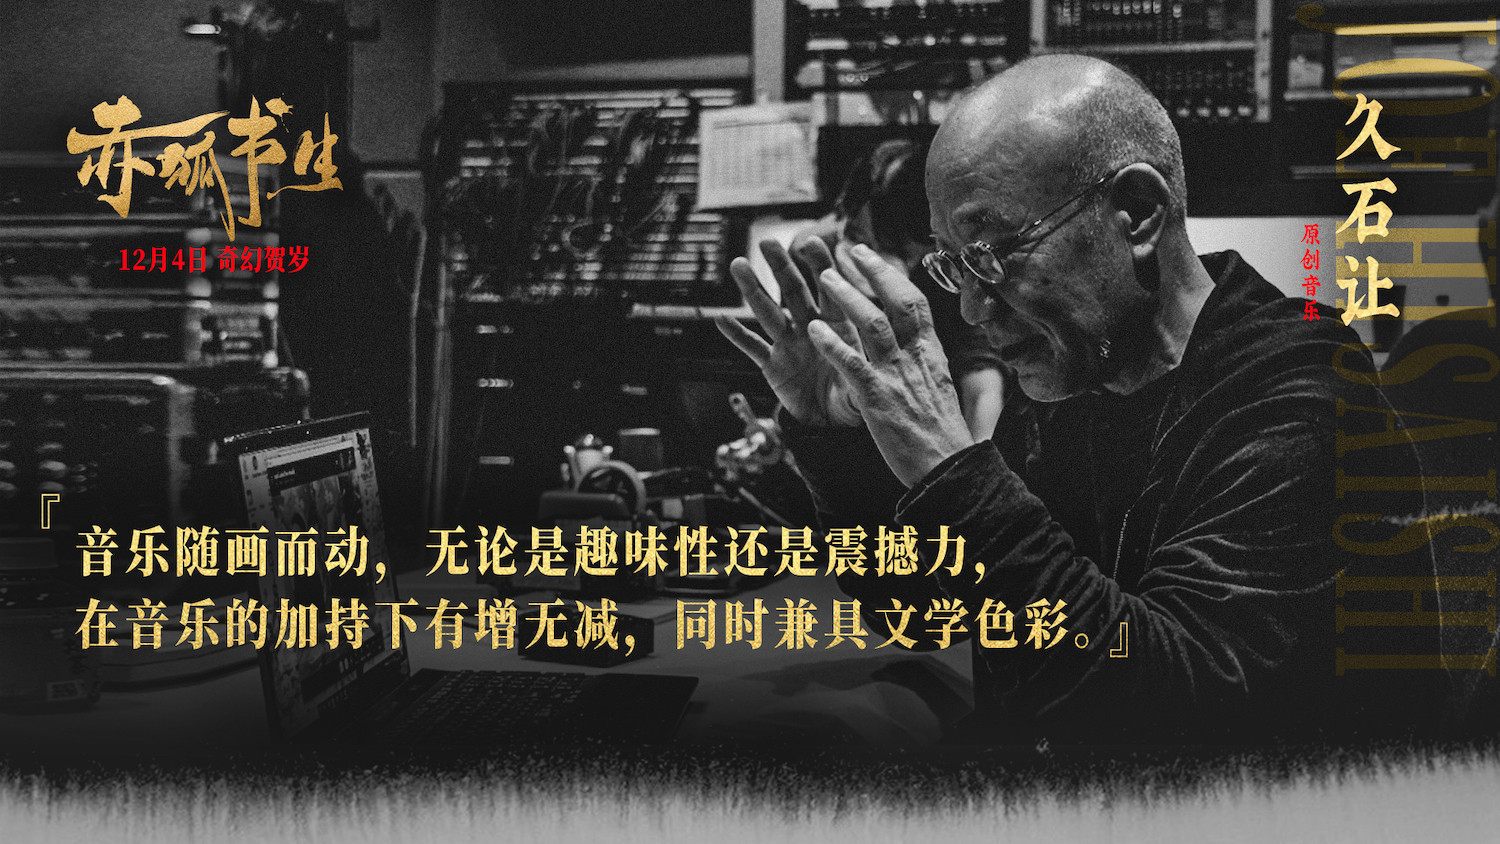 赤狐书生
12月4日 奇幻贺岁
久石让
原创音乐
JOE HISAISHI
『音乐随画而动，无论是趣味性还是震撼力，
在音乐的加持下有增无减，同时兼具文学色彩。』